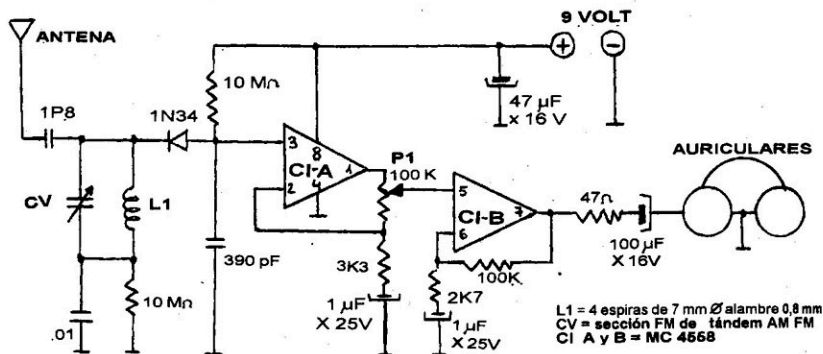 9 VOLT
ANTENA
10 MΩ
+
−
47 µF
X 16 V
1P8
1N34
3
8
CI-A
1
4
2
P1
100 K
AURICULARES
5
CI-B
7
6
47Ω
CV
L1
390 pF
3K3
100K
100 µF
X 16V
.01
10 MΩ
1 µF
X 25V
2K7
1 µF
X 25V
L1 = 4 espiras de 7 mm Ø alambre 0,8 mm
CV = sección FM de tándem AM FM
CI A y B = MC 4558